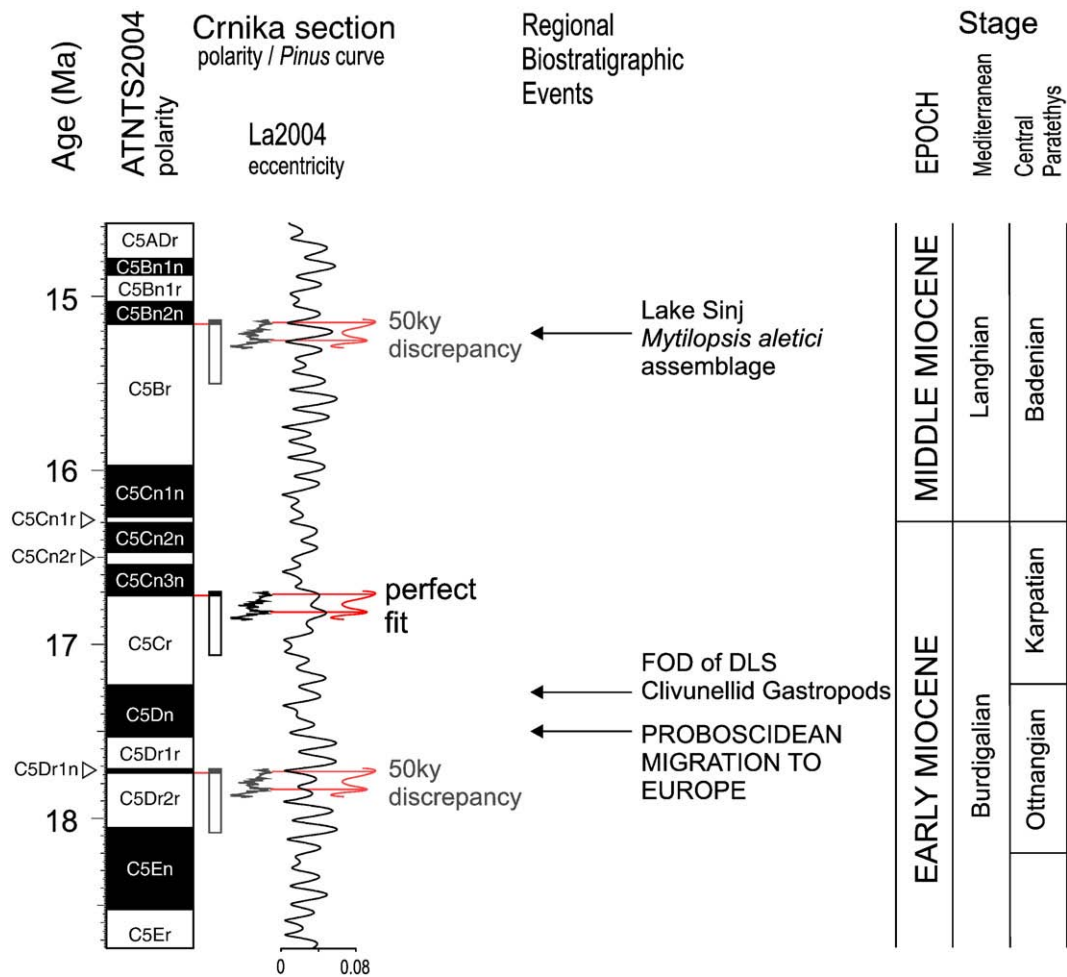 Age (Ma)
ATNTS2004
polarity
Crnika section
polarity / Pinus curve
La2004
eccentricity
Regional
Biostratigraphic
Events
Stage
EPOCH
Mediterranean
Central
Paratethys
C5ADr
C5Bn1n
15
C5Bn1r
C5Bn2n
C5Br
16
C5Cn1n
C5Cn1r
C5Cn2n
C5Cn2r
C5Cn3n
17
C5Cr
C5Dn
C5Dr1r
C5Dr1n
C5Dr2r
18
C5En
C5Er
50ky
discrepancy
perfect
fit
50ky
discrepancy
0
0.08
Lake Sinj
Mytilopsis aletici
assemblage
FOD of DLS
Clivunellid Gastropods
PROBOSCIDEAN
MIGRATION TO
EUROPE
MIDDLE MIOCENE
Langhian
Badenian
EARLY MIOCENE
Burdigalian
Karpatian
Ottnangian